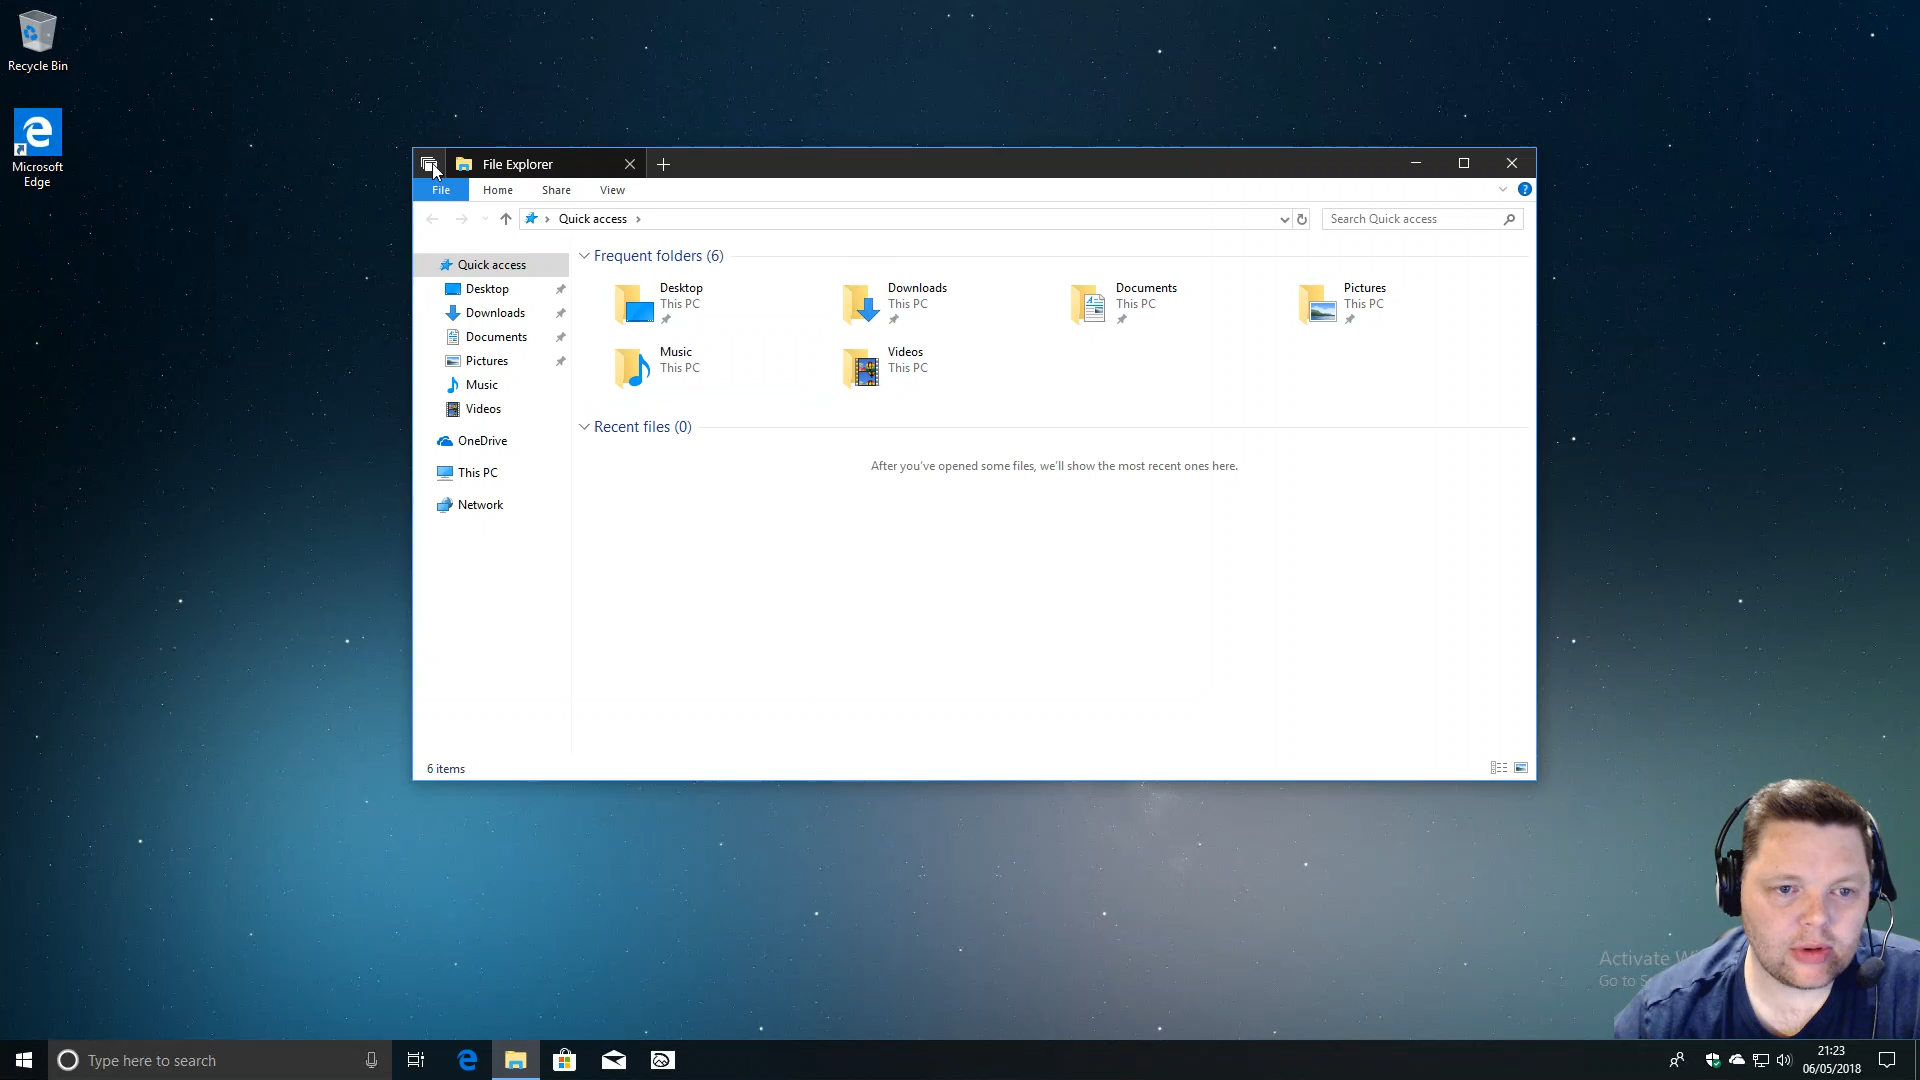 Recycle Bin
Microsoft
Edge
File Explorer
File
Home
Share
View
Quick access
Search Quick access
Quick access
Desktop
Downloads
Documents
Pictures
Music
Videos
OneDrive
This PC
Network
Frequent folders (6)
Desktop
This PC
Downloads
This PC
Documents
This PC
Pictures
This PC
Music
This PC
Videos
This PC
Recent files (0)
After you've opened some files, we'll show the most recent ones here.
6 items
Activate
Go to
Type here to search
21:23
06/05/2018